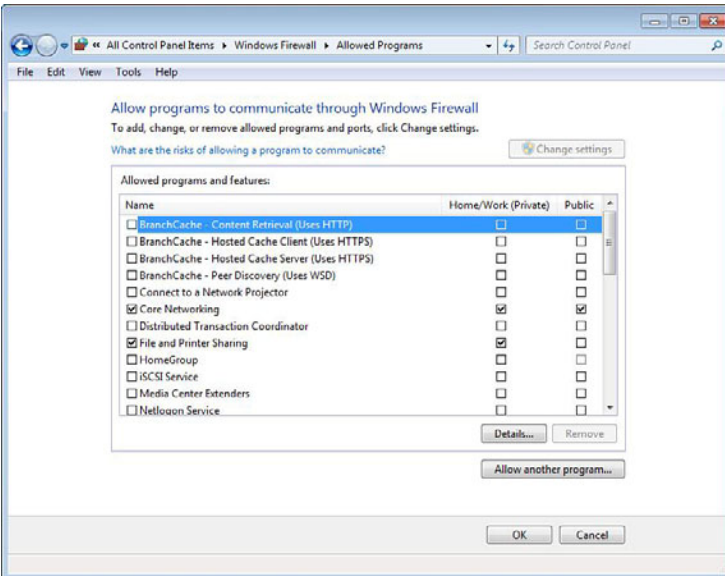 « All Control Panel Items ▸ Windows Firewall ▸ Allowed Programs Search Control Panel
File Edit View Tools Help
Allow programs to communicate through Windows Firewall
To add, change, or remove allowed programs and ports, click Change settings.
What are the risks of allowing a program to communicate? Change settings
Allowed programs and features:
Name Home/Work (Private) Public
BranchCache - Content Retrieval (Uses HTTP)
BranchCache - Hosted Cache Client (Uses HTTPS)
BranchCache - Hosted Cache Server (Uses HTTPS)
BranchCache - Peer Discovery (Uses WSD)
Connect to a Network Projector
Core Networking
Distributed Transaction Coordinator
File and Printer Sharing
HomeGroup
iSCSI Service
Media Center Extenders
Netlogon Service
Details... Remove
Allow another program...
OK Cancel